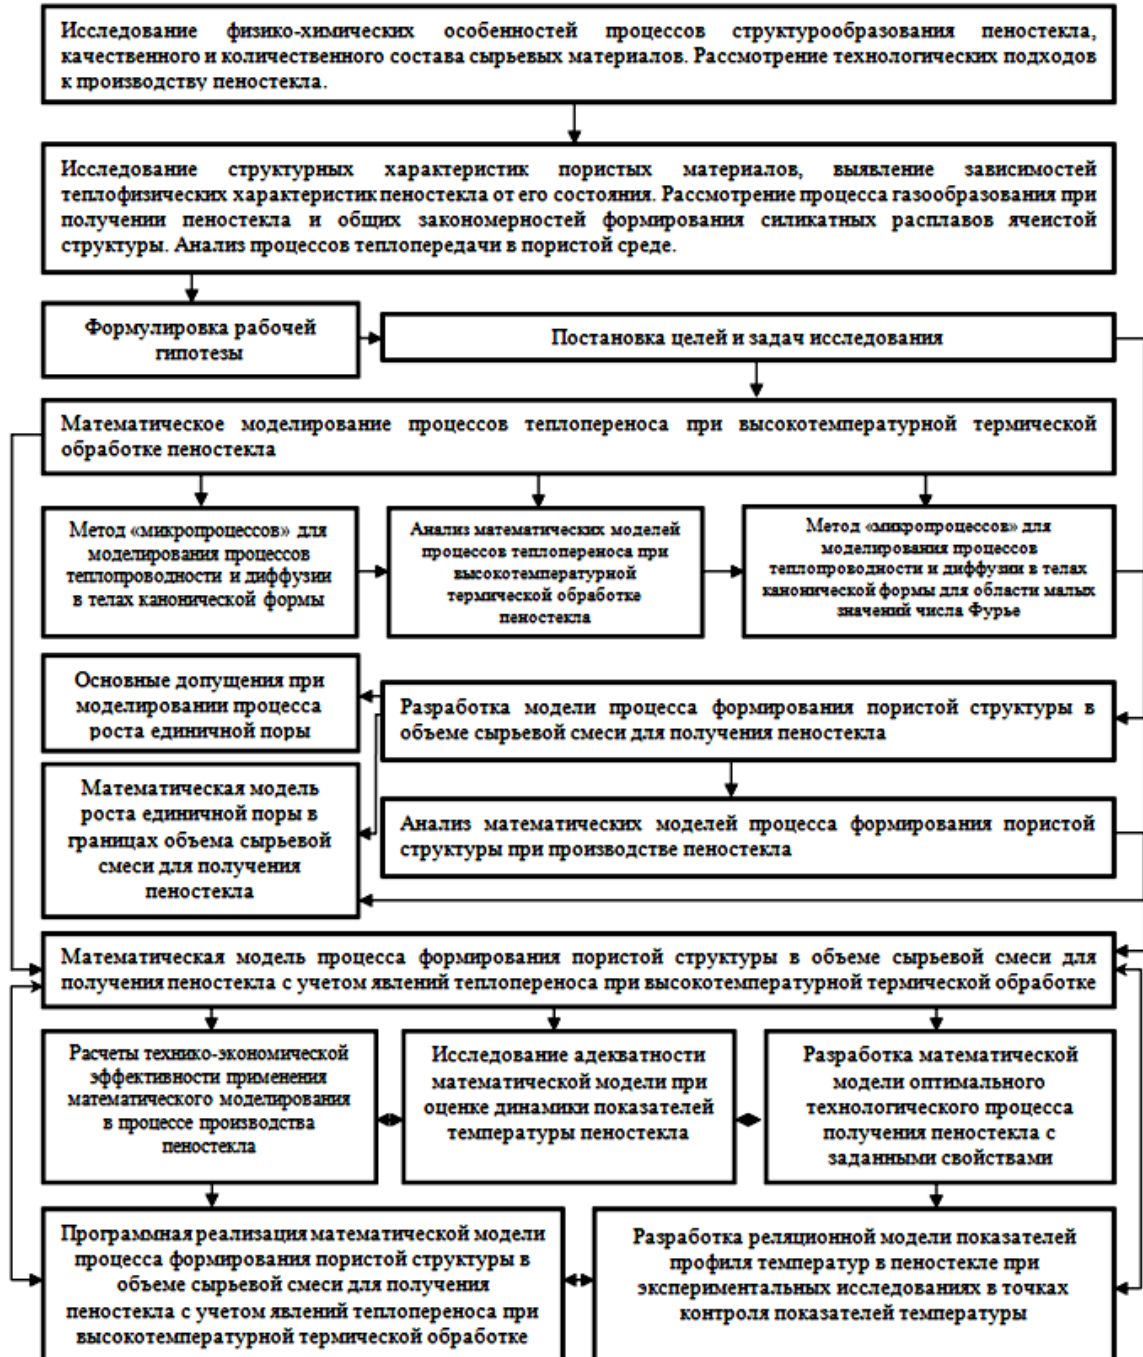 Исследование физико-химических особенностей процессов структурообразования пеностекла,
качественного и количественного состава сырьевых материалов. Рассмотрение технологических подходов
к производству пеностекла.
Исследование структурных характеристик пористых материалов, выявление зависимостей
теплофизических характеристик пеностекла от его состояния. Рассмотрение процесса газообразования при
получении пеностекла и общих закономерностей формирования силикатных расплавов ячеистой
структуры. Анализ процессов теплопередачи в пористой среде.
Формулировка рабочей
гипотезы
Постановка целей и задач исследования
Математическое моделирование процессов теплопереноса при высокотемпературной термической
обработке пеностекла
Метод «микропроцессов» для
моделирования процессов
теплопроводности и диффузии
в телах канонической формы
Анализ математических моделей
процессов теплопереноса при
высокотемпературной
термической обработке
пеностекла
Метод «микропроцессов» для
моделирования процессов
теплопроводности и диффузии в телах
канонической формы для области малых
значений числа Фурье
Основные допущения при
моделировании процесса
роста единичной поры
Разработка модели процесса формирования пористой структуры в
объеме сырьевой смеси для получения пеностекла
Математическая модель
роста единичной поры в
границах объема сырьевой
смеси для получения
пеностекла
Анализ математических моделей процесса формирования пористой
структуры при производстве пеностекла
Математическая модель процесса формирования пористой структуры в объеме сырьевой смеси для
получения пеностекла с учетом явлений теплопереноса при высокотемпературной термической обработке
Расчеты технико-экономической
эффективности применения
математического моделирования
в процессе производства
пеностекла
Исследование адекватности
математической модели при
оценке динамики показателей
температуры пеностекла
Разработка математической
модели оптимального
технологического процесса
получения пеностекла с
заданными свойствами
Программная реализация математической модели
процесса формирования пористой структуры в
объеме сырьевой смеси для получения
пеностекла с учетом явлений теплопереноса при
высокотемпературной термической обработке
Разработка реляционной модели показателей
профиля температур в пеностекле при
экспериментальных исследованиях в точках
контроля показателей температуры